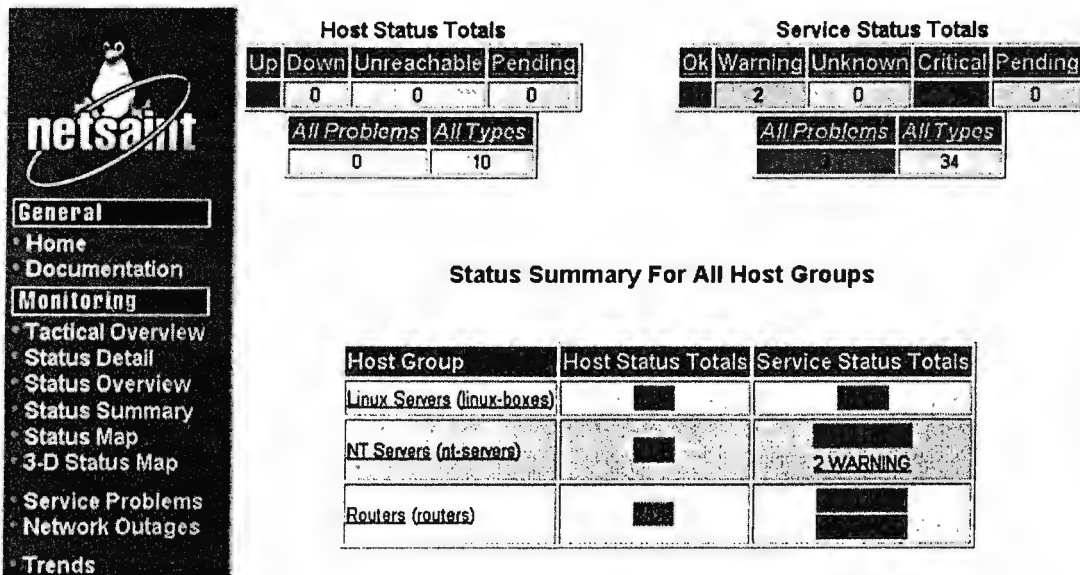 netsaint
General
Home
Documentation
Monitoring
Tactical Overview
Status Detail
Status Overview
Status Summary
Status Map
3-D Status Map
Service Problems
Network Outages
Trends
Host Status Totals
Up Down Unreachable Pending
0 0 0
All Problems All Types
0 10
Service Status Totals
Ok Warning Unknown Critical Pending
2 0 0
All Problems All Types
34
Status Summary For All Host Groups
Host Group Host Status Totals Service Status Totals
Linux Servers (linux-boxes)
NT Servers (nt-servers)
2 WARNING
Routers (routers)